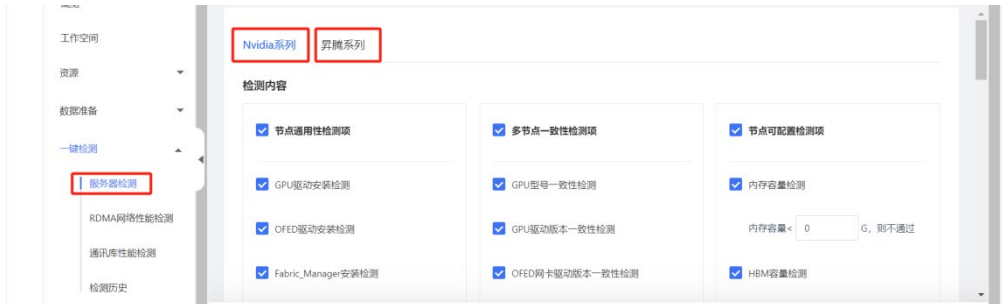 工作空间
资源
数据准备
一键检测
服务器检测
RDMA网络性能检测
通讯库性能检测
检测历史
Nvidia系列
昇腾系列
检测内容
节点通用性检测项
多节点一致性检测项
节点可配置检测项
GPU驱动安装检测
GPU型号一致性检测
内存容量检测
OFED驱动安装检测
GPU驱动版本一致性检测
内存容量< 0 G，则不通过
Fabric_Manager安装检测
OFED网卡驱动版本一致性检测
HBM容量检测